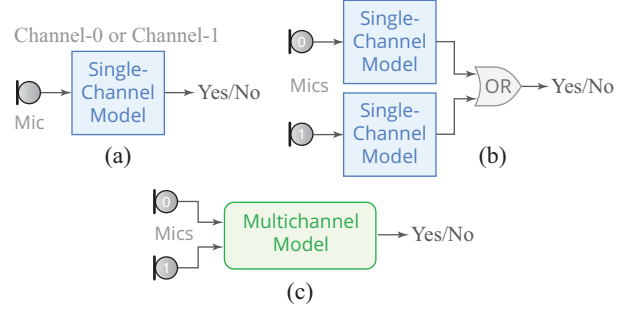 Channel-0 or Channel-1
Single-
Channel
Model
Mic
Yes/No
(a)
0
Single-
Channel
Model
Mics
1
Single-
Channel
Model
OR
Yes/No
(b)
0
Mics
1
Multichannel
Model
Yes/No
(c)